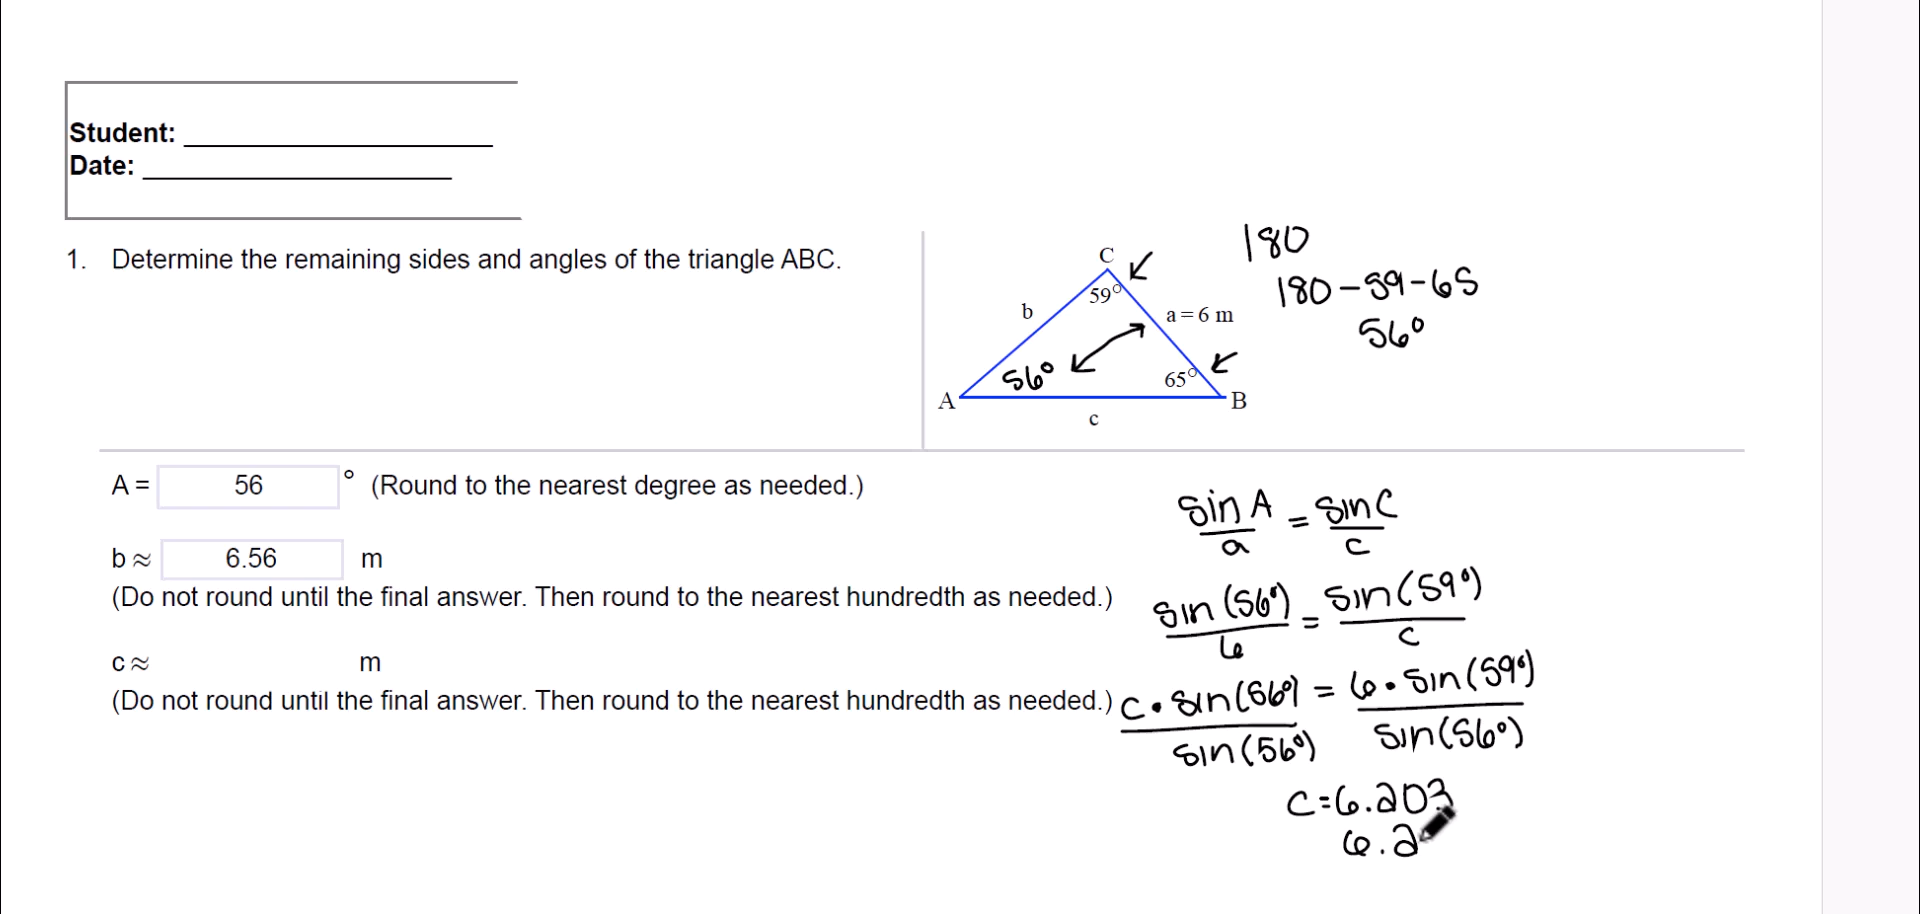 Student:
Date:
1. Determine the remaining sides and angles of the triangle ABC.
C
59°
b
a = 6 m
56°
65°
A
B
c
180
180 - 59 - 65
56°
A = 56 ° (Round to the nearest degree as needed.)
b ≈ 6.56 m
(Do not round until the final answer. Then round to the nearest hundredth as needed.)
c ≈ m
(Do not round until the final answer. Then round to the nearest hundredth as needed.)
sin A = sin C
a c
sin (56°) = sin (59°)
6 c
c · sin (56°) = 6 · sin (59°)
sin (56°) sin (56°)
c = 6.203
6.2